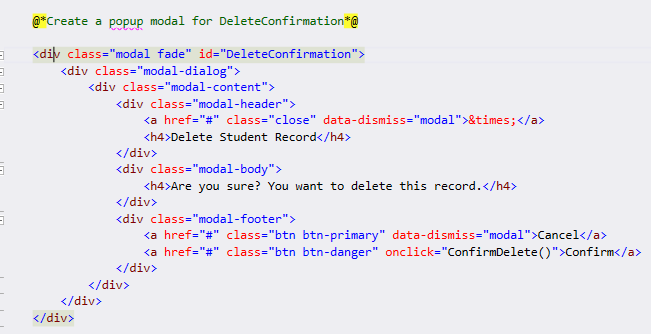 @*Create a popup modal for DeleteConfirmation*@
<div class="modal fade" id="DeleteConfirmation">
<div class="modal-dialog">
<div class="modal-content">
<div class="modal-header">
<a href="#" class="close" data-dismiss="modal">&times;</a>
<h4>Delete Student Record</h4>
</div>
<div class="modal-body">
<h4>Are you sure? You want to delete this record.</h4>
</div>
<div class="modal-footer">
<a href="#" class="btn btn-primary" data-dismiss="modal">Cancel</a>
<a href="#" class="btn btn-danger" onclick="ConfirmDelete()">Confirm</a>
</div>
</div>
</div>
</div>